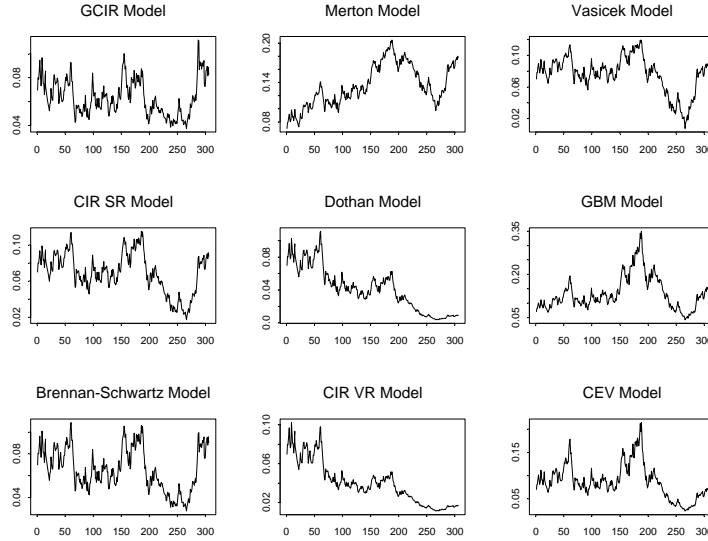 GCIR Model
Merton Model
Vasicek Model
0.04 0.08
0 50 100 150 200 250 300
0.08 0.14 0.20
0 50 100 150 200 250 300
0.02 0.06 0.10
0 50 100 150 200 250 300
CIR SR Model
Dothan Model
GBM Model
0.02 0.06 0.10
0 50 100 150 200 250 300
0.0 0.04 0.08
0 50 100 150 200 250 300
0.05 0.20 0.35
0 50 100 150 200 250 300
Brennan-Schwartz Model
CIR VR Model
CEV Model
0.04 0.08
0 50 100 150 200 250 300
0.02 0.06 0.10
0 50 100 150 200 250 300
0.05 0.15
0 50 100 150 200 250 300